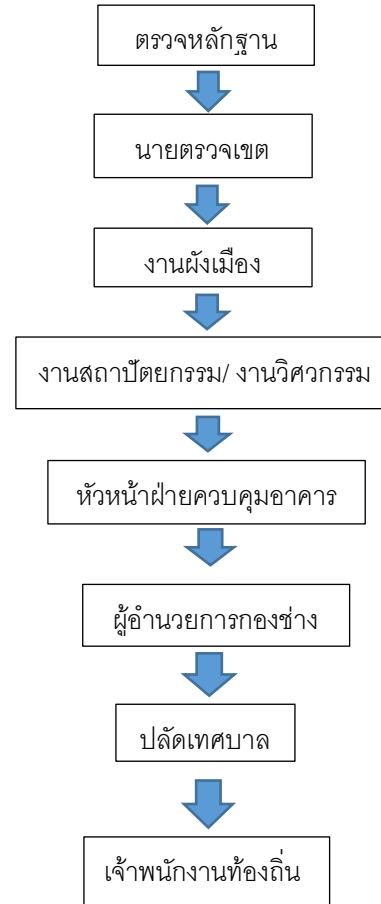 ตรวจหลักฐาน
นายตรวจเขต
งานผังเมือง
งานสถาปัตยกรรม/ งานวิศวกรรม
หัวหน้าฝ่ายควบคุมอาคาร
ผู้อำนวยการกองช่าง
ปลัดเทศบาล
เจ้าพนักงานท้องถิ่น